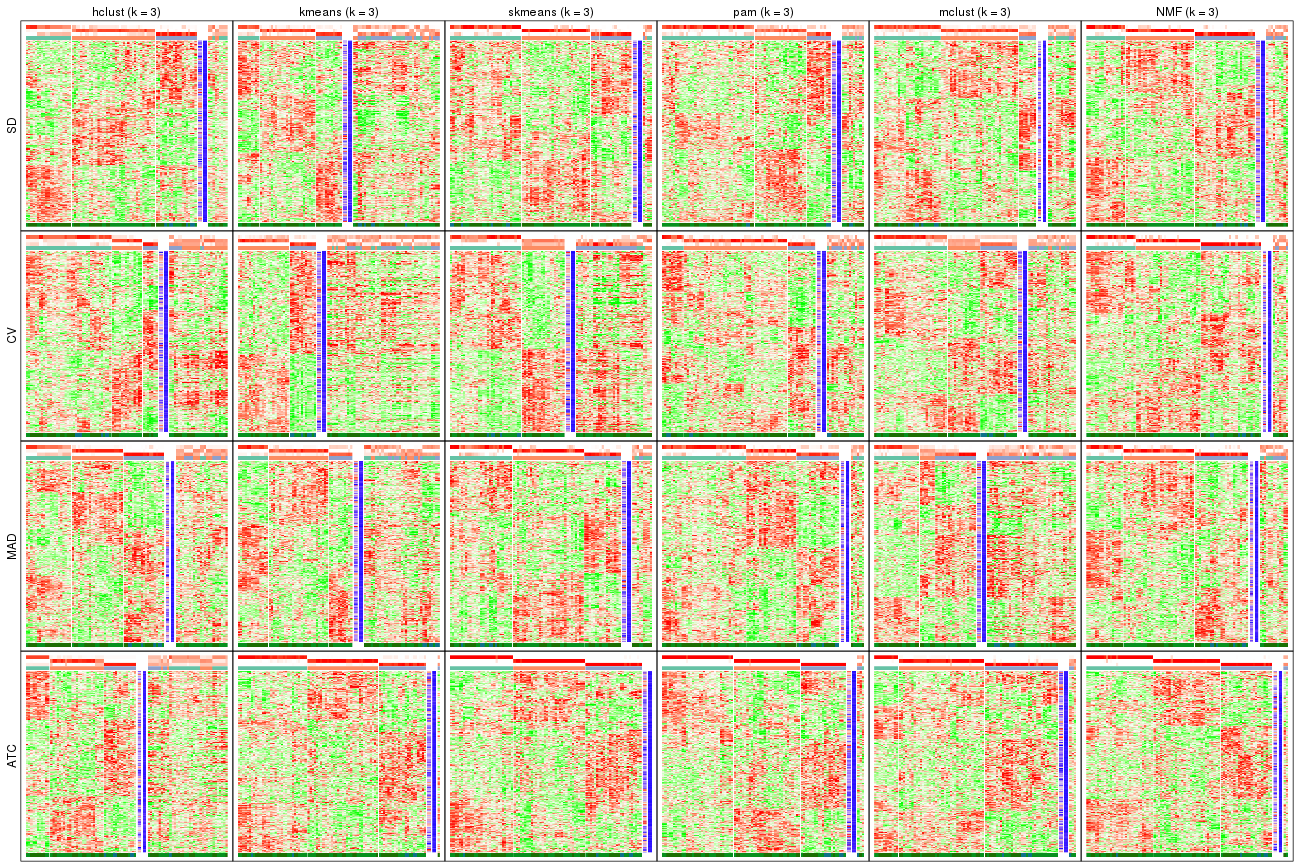 hclust (k = 3)
kmeans (k = 3)
skmeans (k = 3)
pam (k = 3)
mclust (k = 3)
NMF (k = 3)
SD
CV
MAD
ATC